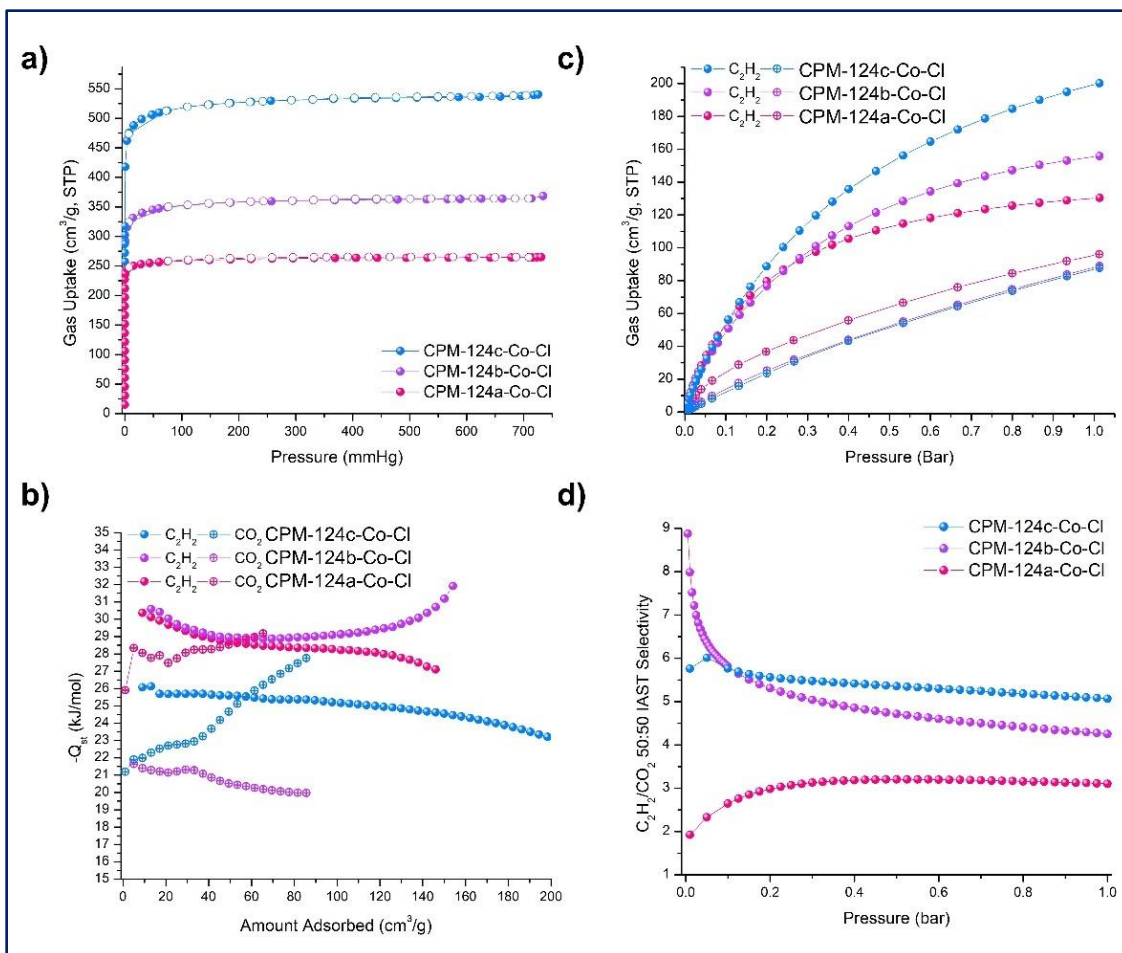 a)
Gas Uptake (cm³/g, STP)
550
500
450
400
350
300
250
200
150
100
50
0
CPM-124c-Co-Cl
CPM-124b-Co-Cl
CPM-124a-Co-Cl
0 100 200 300 400 500 600 700
Pressure (mmHg)
c)
C₂H₂ CPM-124c-Co-Cl
C₂H₂ CPM-124b-Co-Cl
C₂H₂ CPM-124a-Co-Cl
Gas Uptake (cm³/g, STP)
200
180
160
140
120
100
80
60
40
20
0
0.0 0.1 0.2 0.3 0.4 0.5 0.6 0.7 0.8 0.9 1.0
Pressure (Bar)
b)
C₂H₂ CO₂ CPM-124c-Co-Cl
C₂H₂ CO₂ CPM-124b-Co-Cl
C₂H₂ CO₂ CPM-124a-Co-Cl
-Qst (kJ/mol)
35
34
33
32
31
30
29
28
27
26
25
24
23
22
21
20
19
18
17
16
15
0 20 40 60 80 100 120 140 160 180 200
Amount Adsorbed (cm³/g)
d)
CPM-124c-Co-Cl
CPM-124b-Co-Cl
CPM-124a-Co-Cl
C₂H₂/CO₂ 50:50 IAST Selectivity
9
8
7
6
5
4
3
2
1
0.0 0.2 0.4 0.6 0.8 1.0
Pressure (bar)